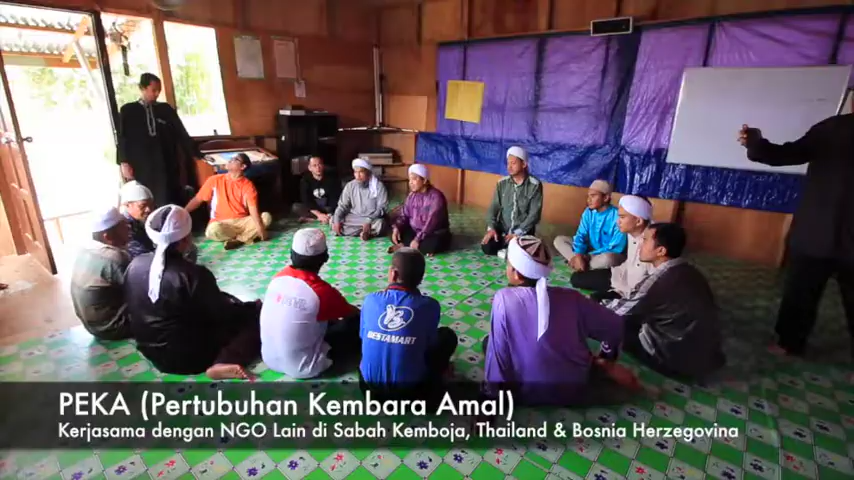 BESTAMART
PEKA (Pertubuhan Kembara Amal)
Kerjasama dengan NGO Lain di Sabah Kemboja, Thailand & Bosnia Herzegovina